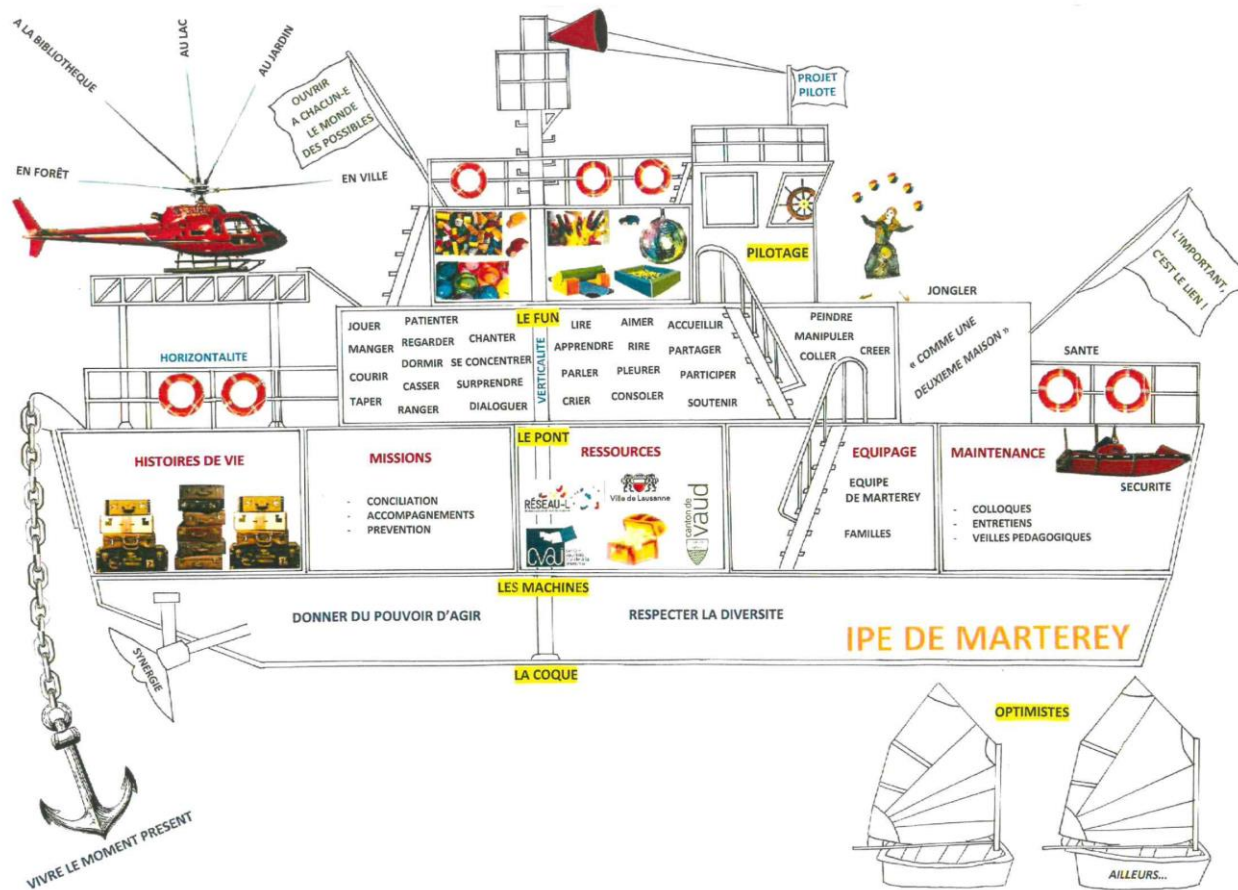 A LA BIBLIOTHEQUE
AU LAC
AU JARDIN
EN FORÊT
EN VILLE
OUVRIR
A CHACUN-E
LE MONDE
DES POSSIBLES
PROJET
PILOTE
PILOTAGE
JONGLER
L'IMPORTANT,
C'EST LE LIEN !
HORIZONTALITE
LE FUN
VERTICALITE
JOUER
PATIENTER
MANGER
REGARDER
CHANTER
DORMIR
SE CONCENTRER
COURIR
CASSER
SURPRENDRE
TAPER
RANGER
DIALOGUER
LIRE
AIMER
ACCUEILLIR
APPRENDRE
RIRE
PARTAGER
PARLER
PLEURER
PARTICIPER
CRIER
CONSOLER
SOUTENIR
PEINDRE
MANIPULER
COLLER
CREER
« COMME UNE
DEUXIEME MAISON »
SANTE
LE PONT
HISTOIRES DE VIE
MISSIONS
- CONCILIATION
- ACCOMPAGNEMENTS
- PREVENTION
RESSOURCES
RÉSEAU-L
Ville de Lausanne
cvaj
canton de
vaud
EQUIPAGE
EQUIPE
DE MARTEREY
FAMILLES
MAINTENANCE
SECURITE
- COLLOQUES
- ENTRETIENS
- VEILLES PEDAGOGIQUES
LES MACHINES
DONNER DU POUVOIR D'AGIR
RESPECTER LA DIVERSITE
IPE DE MARTEREY
SYNERGIE
LA COQUE
OPTIMISTES
AILLEURS...
VIVRE LE MOMENT PRESENT